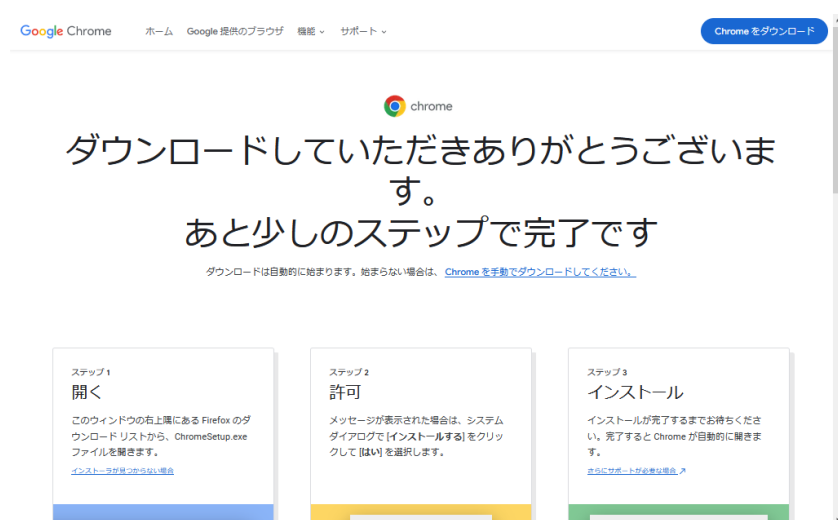 Google Chrome ホーム Google 提供のブラウザ 機能 サポート Chrome をダウンロード
chrome
ダウンロードしていただきありがとうございま
す。
あと少しのステップで完了です
ダウンロードは自動的に始まります。始まらない場合は、 Chrome を手動でダウンロードしてください。
ステップ 1
開く
このウィンドウの右上隅にある Firefox のダ
ウンロード リストから、ChromeSetup.exe
ファイルを開きます。
インストーラが見つからない場合
ステップ 2
許可
メッセージが表示された場合は、システム
ダイアログで [インストールする] をクリッ
クして [はい] を選択します。
ステップ 3
インストール
インストールが完了するまでお待ちくださ
い。完了すると Chrome が自動的に開きま
す。
さらにサポートが必要な場合